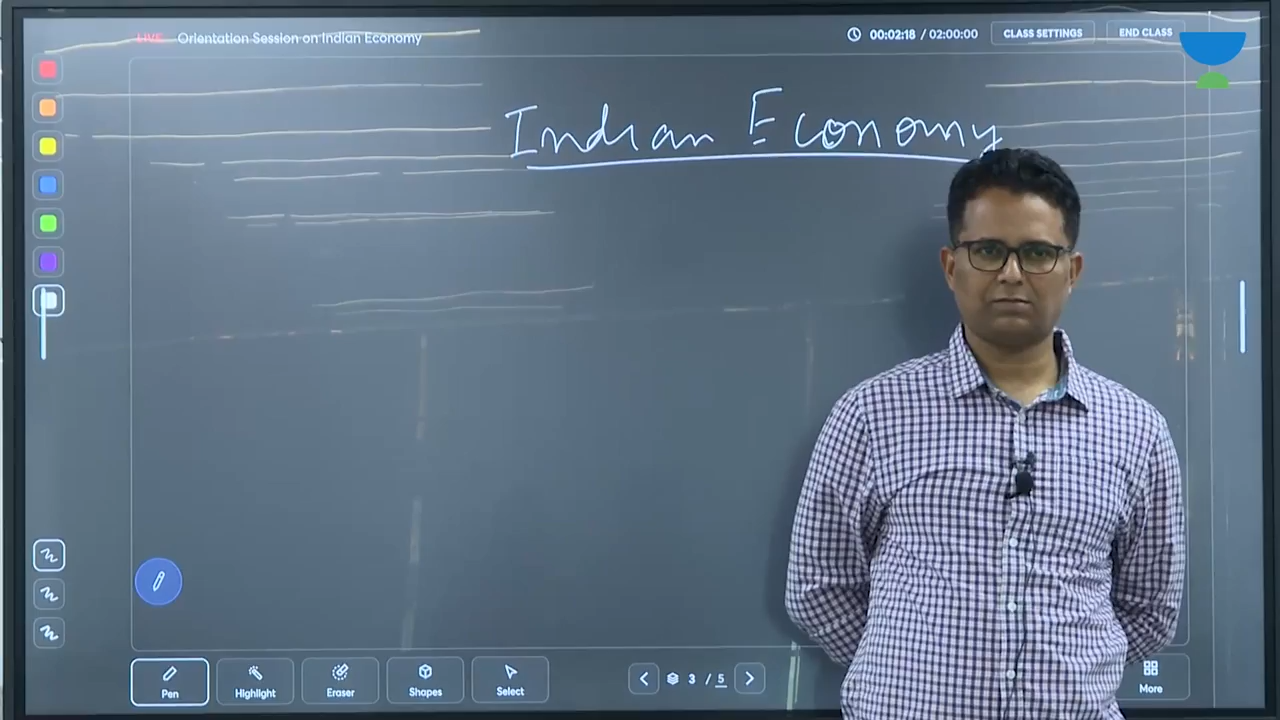 LIVE Orientation Session on Indian Economy 00:02:18 / 02:00:00 CLASS SETTINGS END CLASS
Indian Economy
Pen Highlight Eraser Shapes Select 3 / 5 More